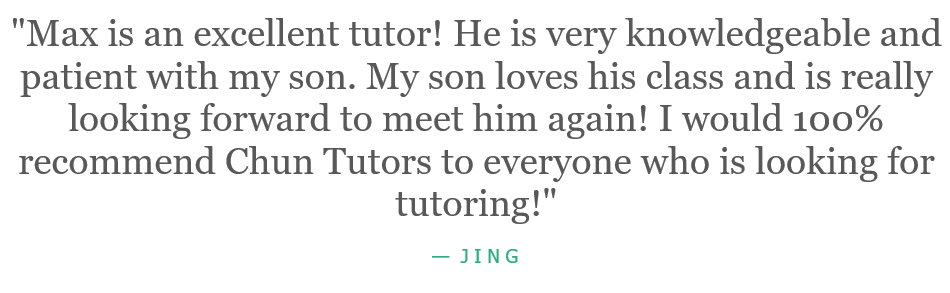 "Max is an excellent tutor! He is very knowledgeable and
patient with my son. My son loves his class and is really
looking forward to meet him again! I would 100%
recommend Chun Tutors to everyone who is looking for
tutoring!"
— JING